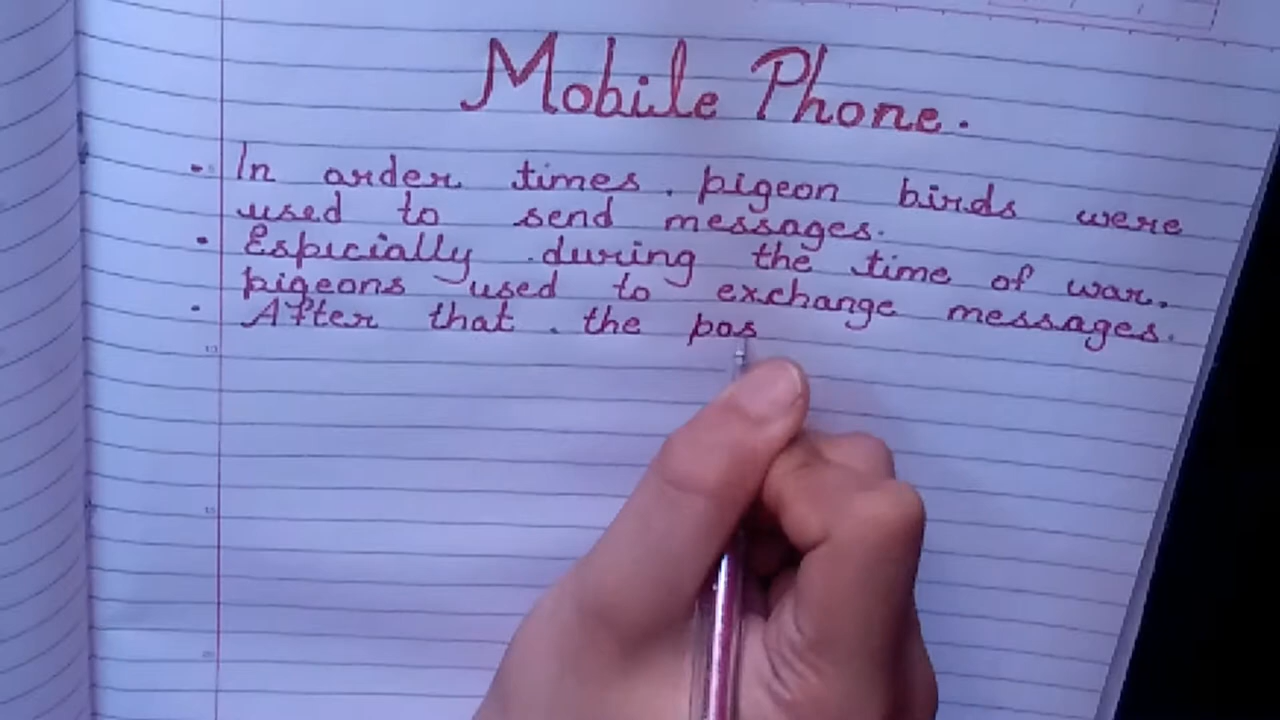 Mobile Phone.
- In order times. pigeon birds were
used to send messages.
• Especially during the time of war.
pigeons used to exchange messages.
• After that. the pos